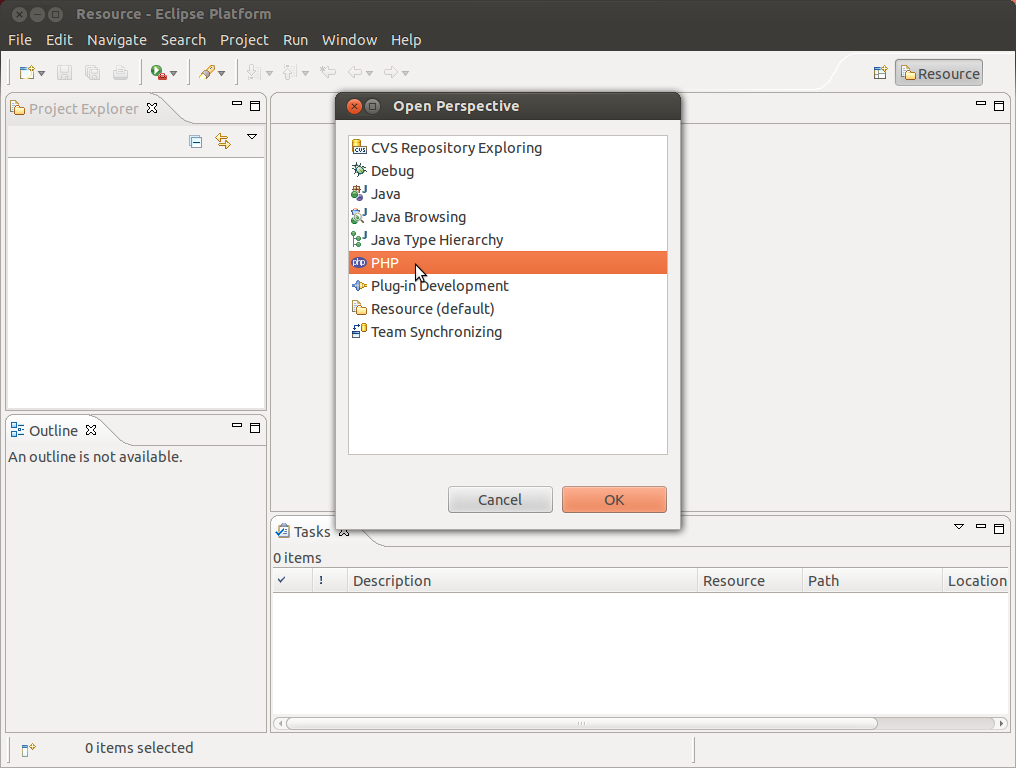 Resource - Eclipse Platform
File Edit Navigate Search Project Run Window Help
Resource
Project Explorer
Open Perspective
CVS Repository Exploring
Debug
Java
Java Browsing
Java Type Hierarchy
PHP
Plug-in Development
Resource (default)
Team Synchronizing
Cancel OK
Outline
An outline is not available.
Tasks
0 items
! Description Resource Path Location
0 items selected